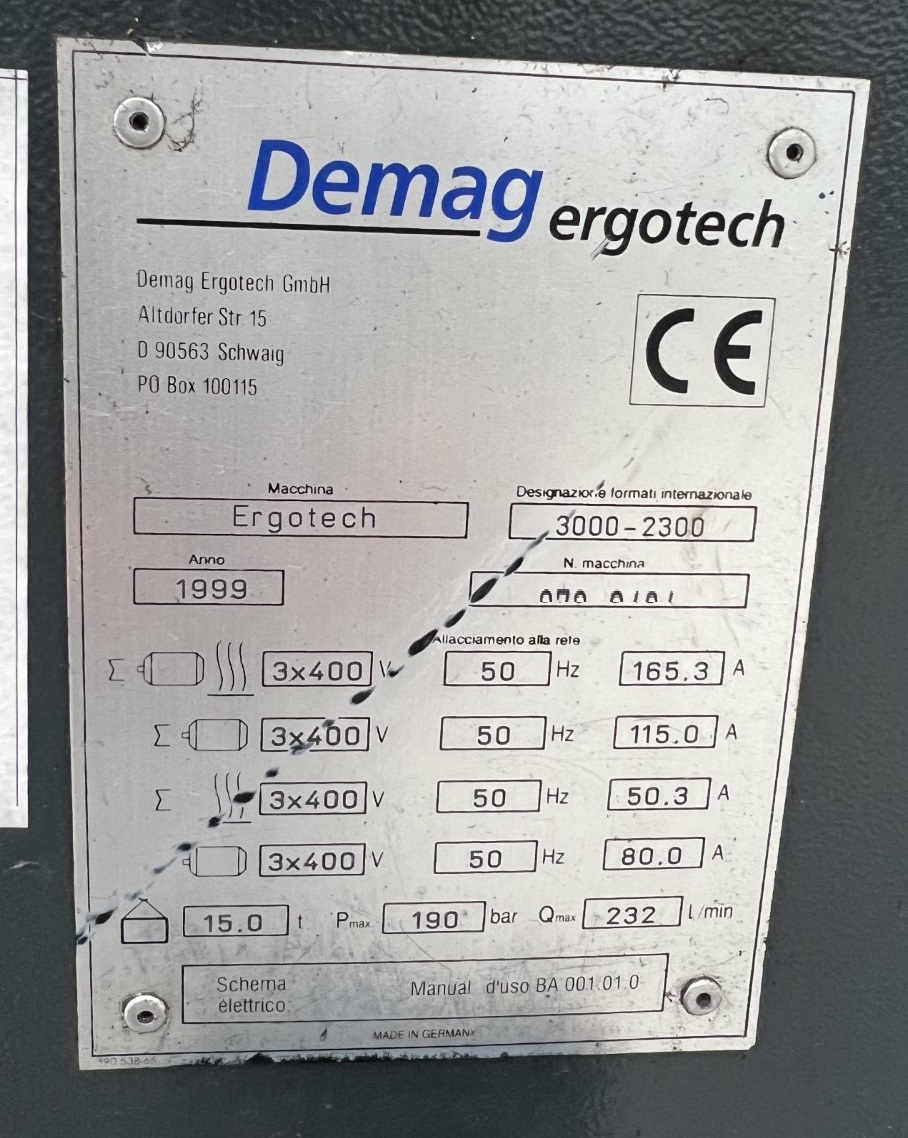 Demag ergotech
Demag Ergotech GmbH
Altdorfer Str. 15
D 90563 Schwaig
PO Box 100115
CE
Macchina Designazione formati internazionale
Ergotech 3000-2300
Anno N. macchina
1999
Allacciamento alla rete
Σ 3x400 V 50 Hz 165.3 A
Σ 3x400 V 50 Hz 115.0 A
Σ 3x400 V 50 Hz 50.3 A
3x400 V 50 Hz 80.0 A
15.0 t Pmax 190 bar Qmax 232 l/min
Schema Manual d'uso BA 001.01.0
elettrico
MADE IN GERMANY